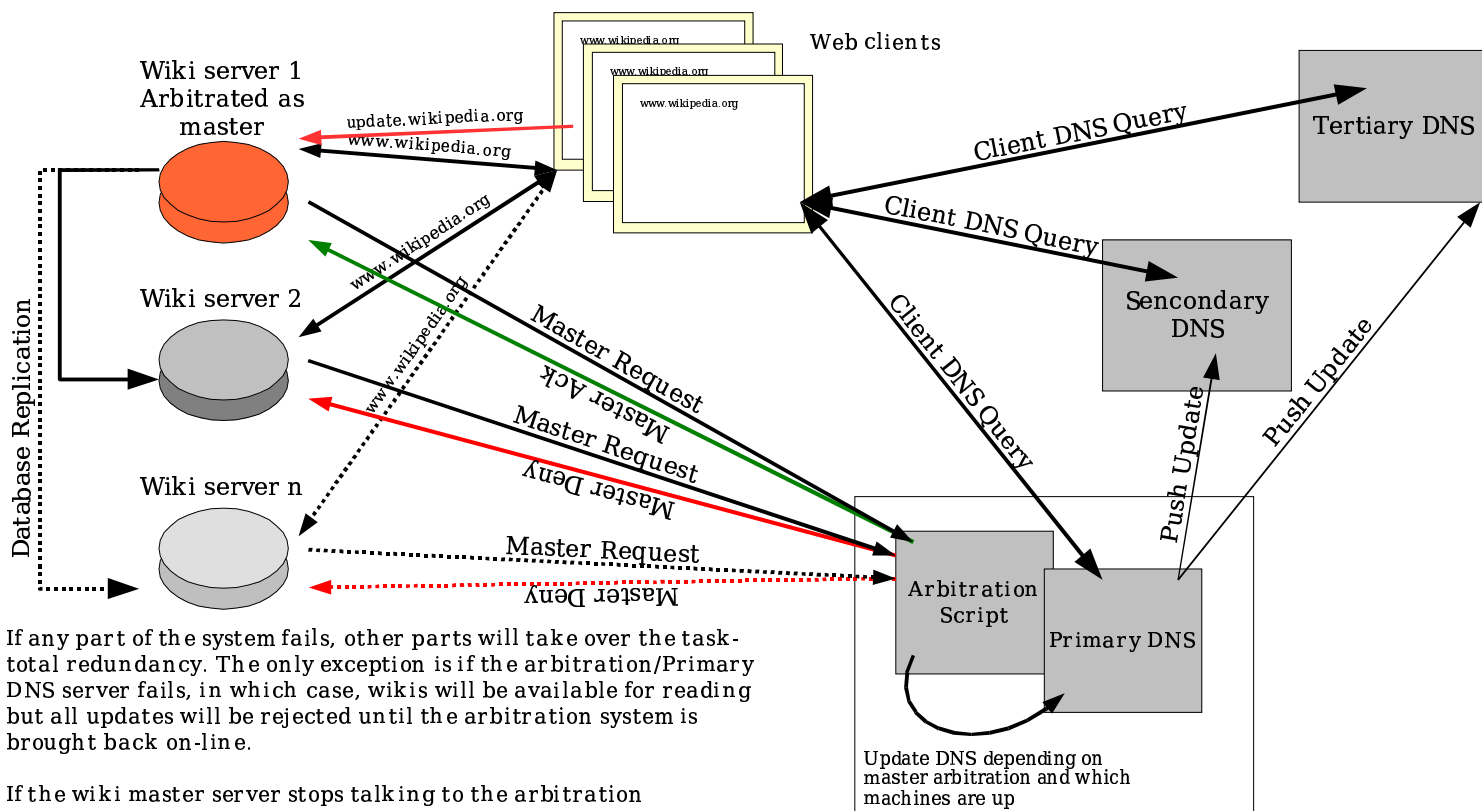 www.wikipedia.org
www.wikipedia.org
www.wikipedia.org
Web clients
Wiki server 1
Arbitrated as
master
update.wikipedia.org
www.wikipedia.org
www.wikipedia.org
www.wikipedia.org
Client DNS Query
Client DNS Query
Client DNS Query
Tertiary DNS
Sencondary
DNS
Push Update
Push Update
Wiki server 2
Wiki server n
Database Replication
Master Request
Master Ack
Master Request
Master Deny
Master Request
Master Deny
Arbitration
Script
Primary DNS
Update DNS depending on
master arbitration and which
machines are up
If any part of the system fails, other parts will take over the task-
total redundancy. The only exception is if the arbitration/Primary
DNS server fails, in which case, wikis will be available for reading
but all updates will be rejected until the arbitration system is
brought back on-line.
If the wiki master server stops talking to the arbitration